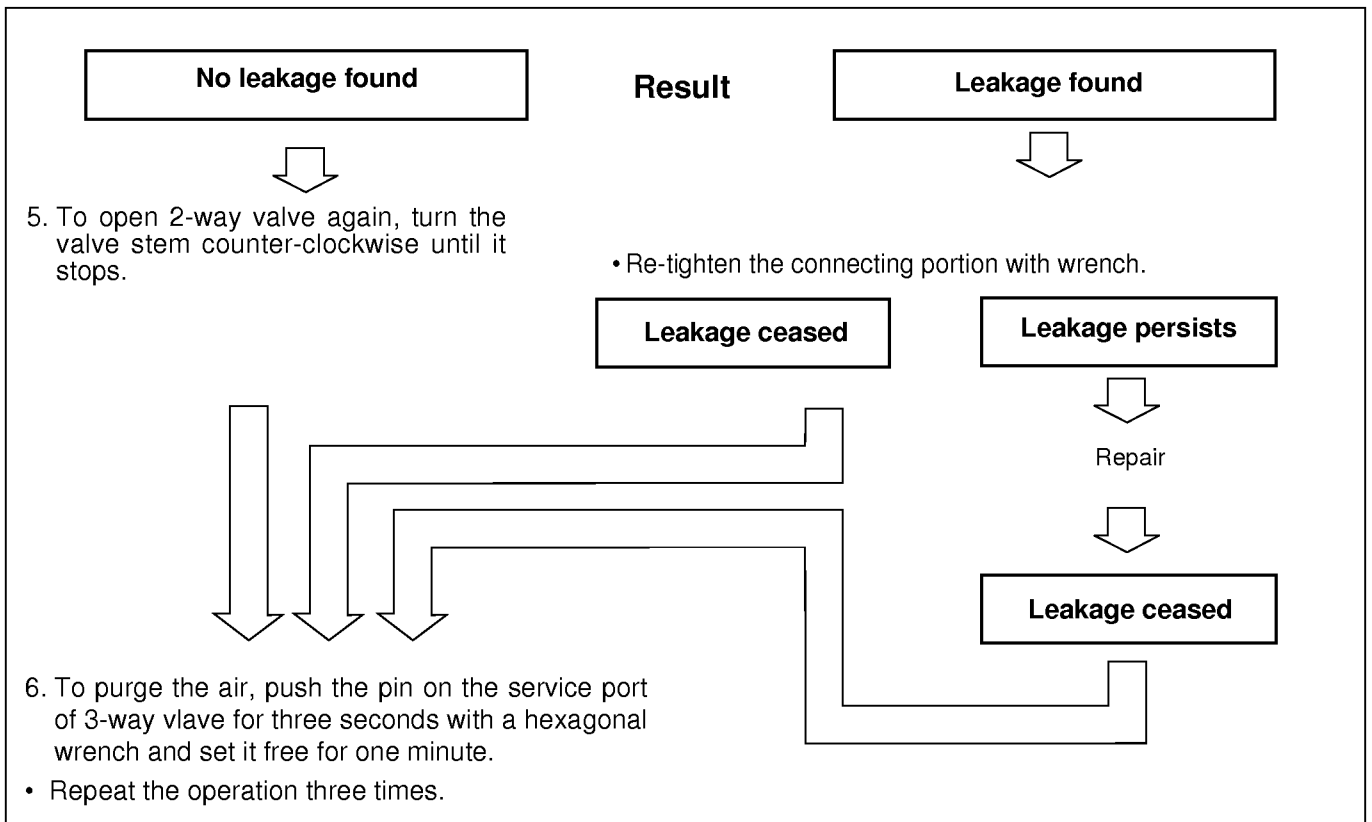 No leakage found
Result
Leakage found
5. To open 2-way valve again, turn the
valve stem counter-clockwise until it
stops.
• Re-tighten the connecting portion with wrench.
Leakage ceased
Leakage persists
Repair
Leakage ceased
6. To purge the air, push the pin on the service port
of 3-way vlave for three seconds with a hexagonal
wrench and set it free for one minute.
• Repeat the operation three times.